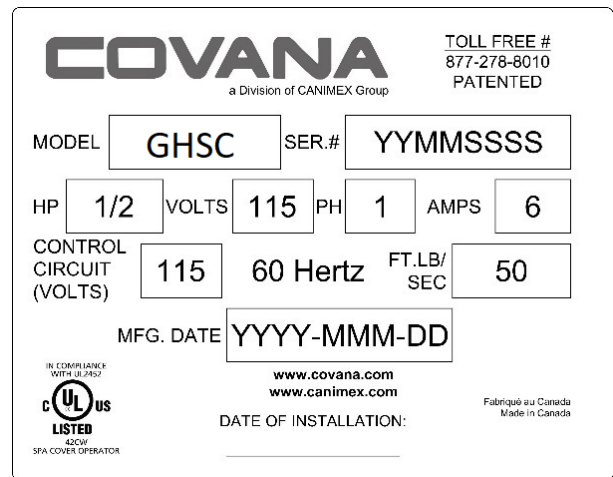 COVANA
a Division of CANIMEX Group
TOLL FREE #
877-278-8010
PATENTED
MODEL GHSC SER.# YYMMSSSS
HP 1/2 VOLTS 115 PH 1 AMPS 6
CONTROL
CIRCUIT
(VOLTS) 115 60 Hertz FT.LB/
SEC 50
MFG. DATE YYYY-MMM-DD
www.covana.com
www.canimex.com
IN COMPLIANCE
WITH UL2452
C UL US
LISTED
42CW
SPA COVER OPERATOR
DATE OF INSTALLATION:
Fabriqué au Canada
Made in Canada